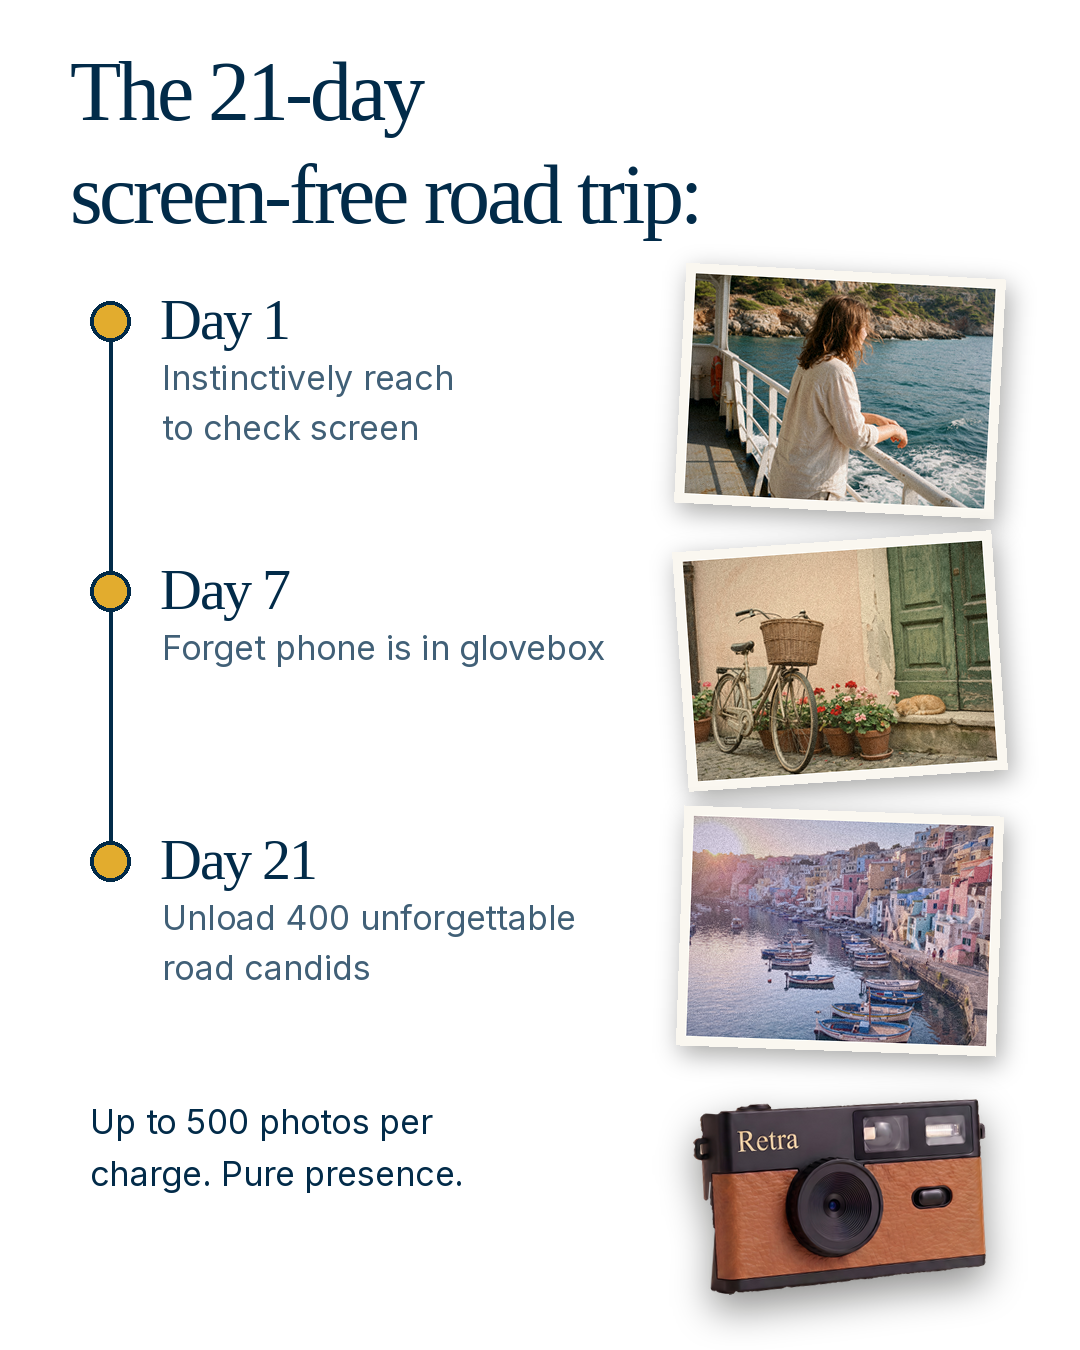 The 21-day
screen-free road trip:
Day 1
Instinctively reach
to check screen
Day 7
Forget phone is in glovebox
Day 21
Unload 400 unforgettable
road candids
Up to 500 photos per
charge. Pure presence.
Retra